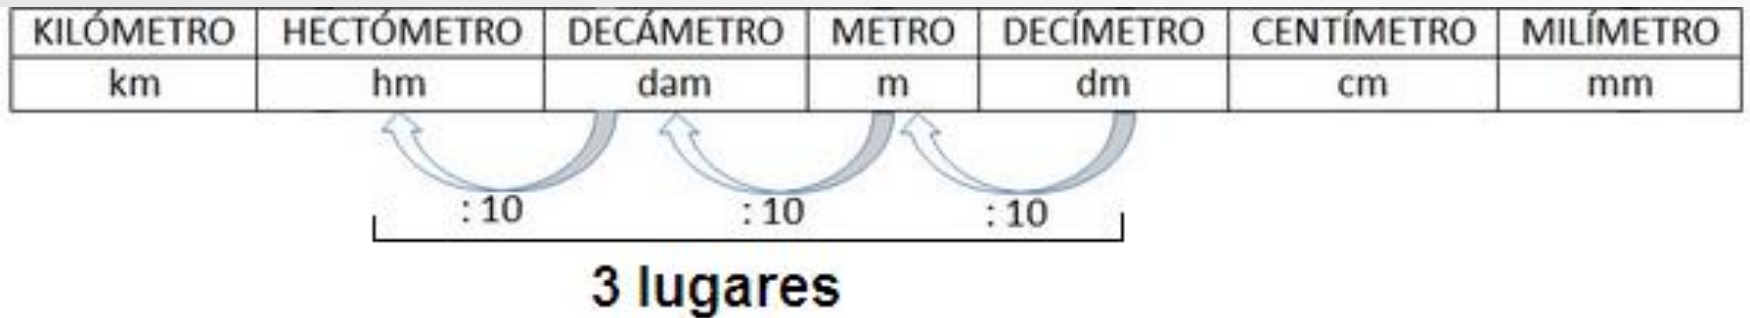 KILÓMETRO HECTÓMETRO DECÁMETRO METRO DECÍMETRO CENTÍMETRO MILÍMETRO
km hm dam m dm cm mm
: 10 : 10 : 10
3 lugares